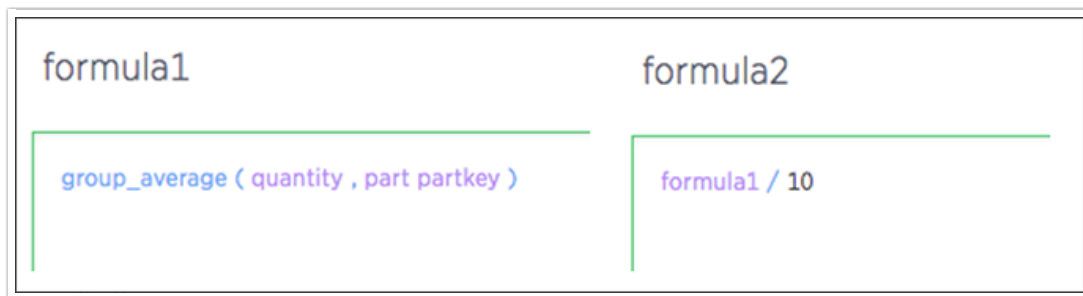 formula1
group_average ( quantity , part partkey )
formula2
formula1 / 10